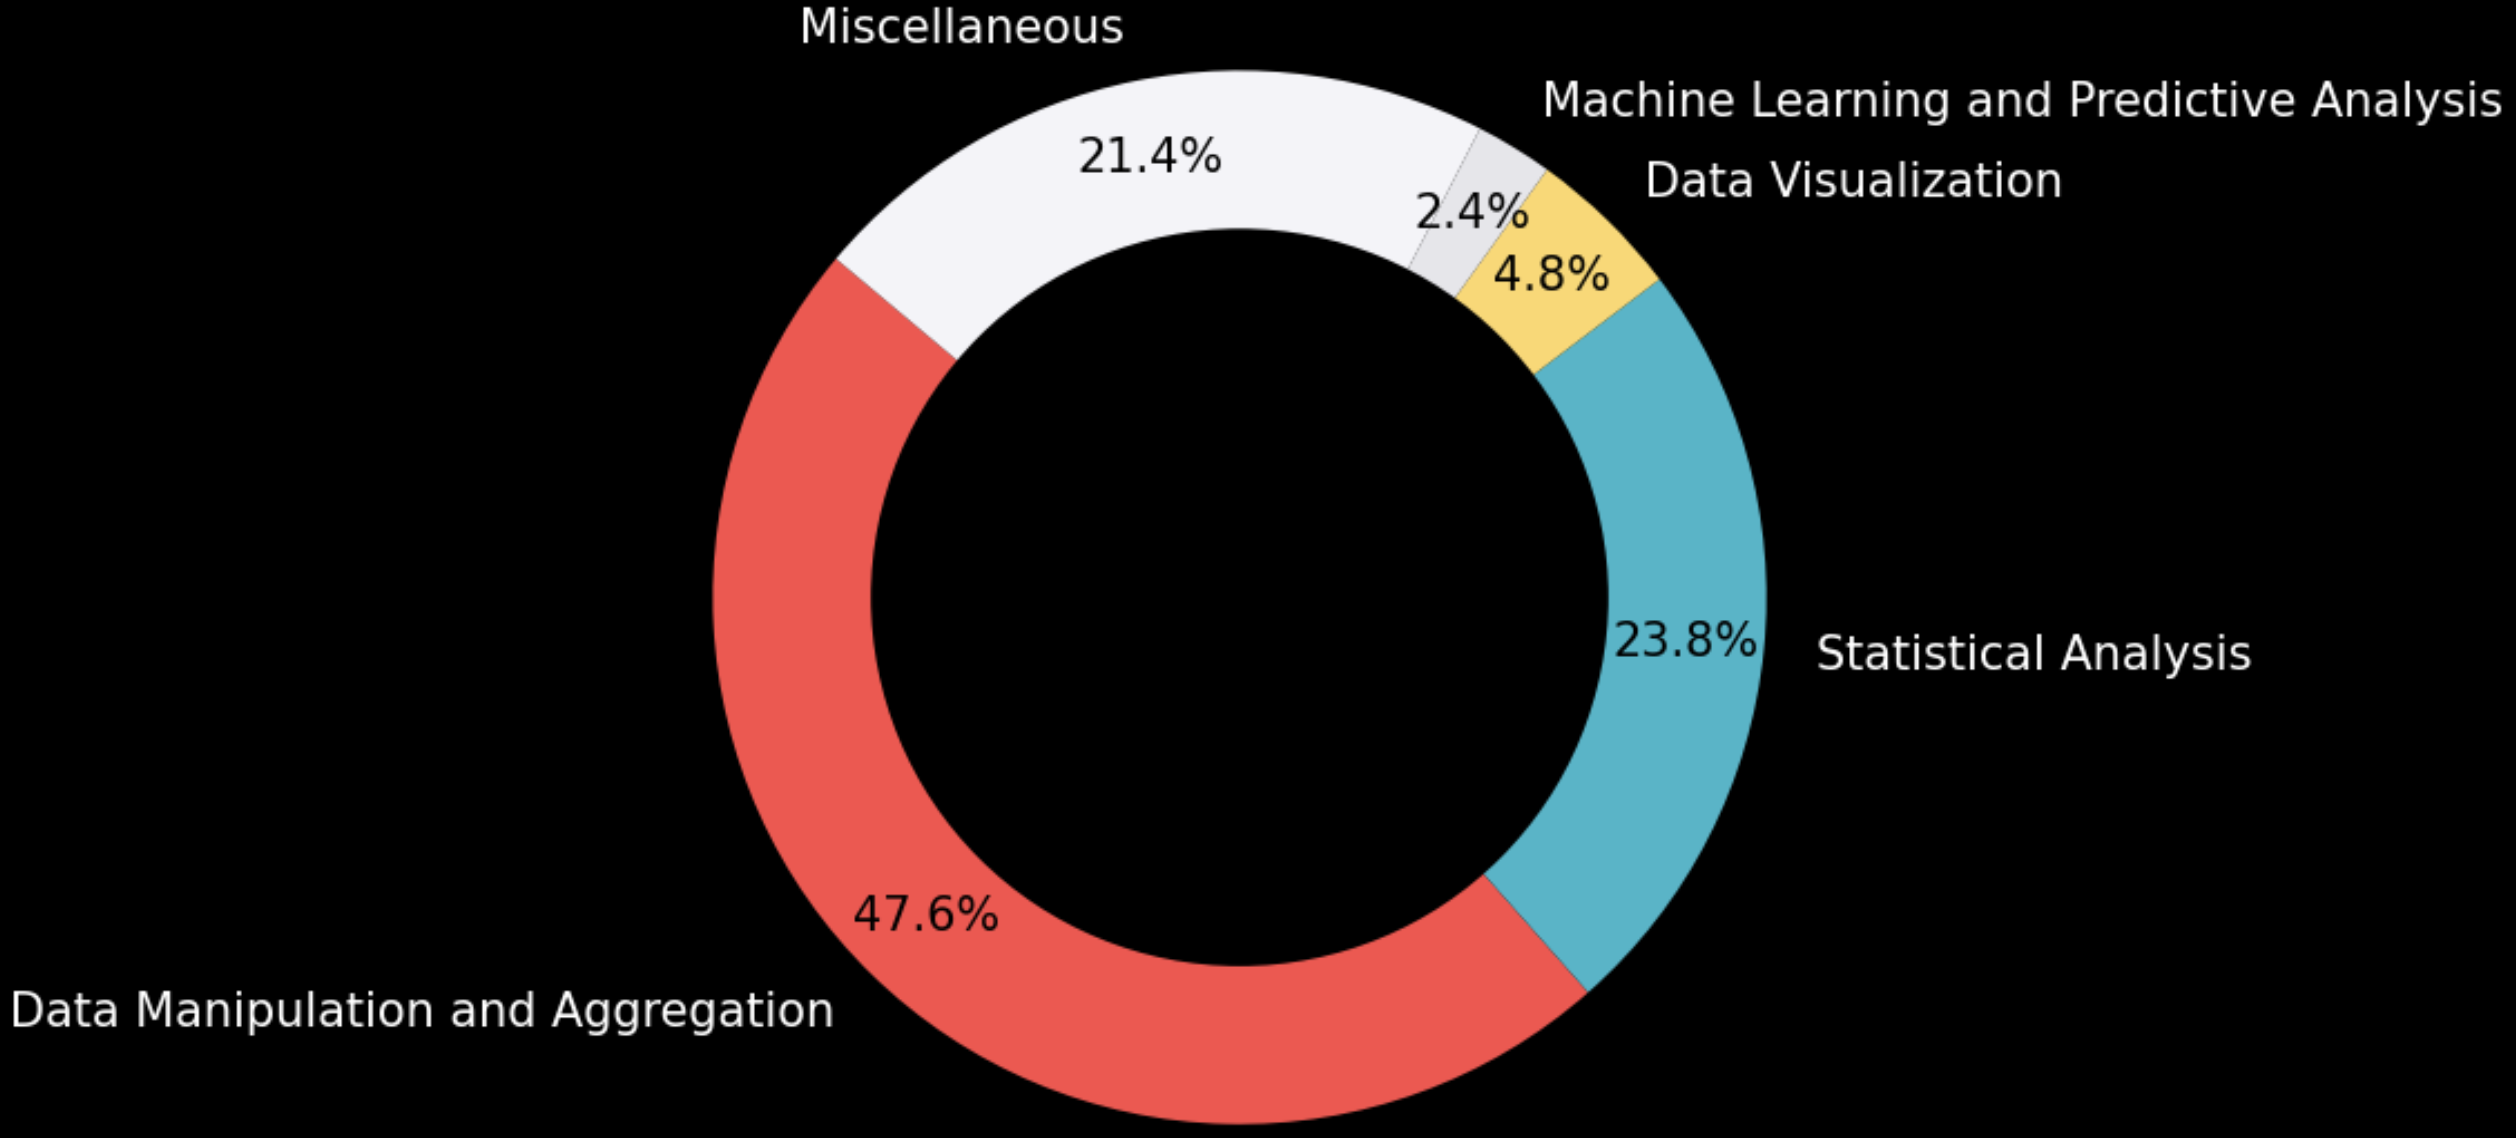 Miscellaneous
Machine Learning and Predictive Analysis
21.4%
Data Visualization
2.4%
4.8%
23.8%
Statistical Analysis
47.6%
Data Manipulation and Aggregation